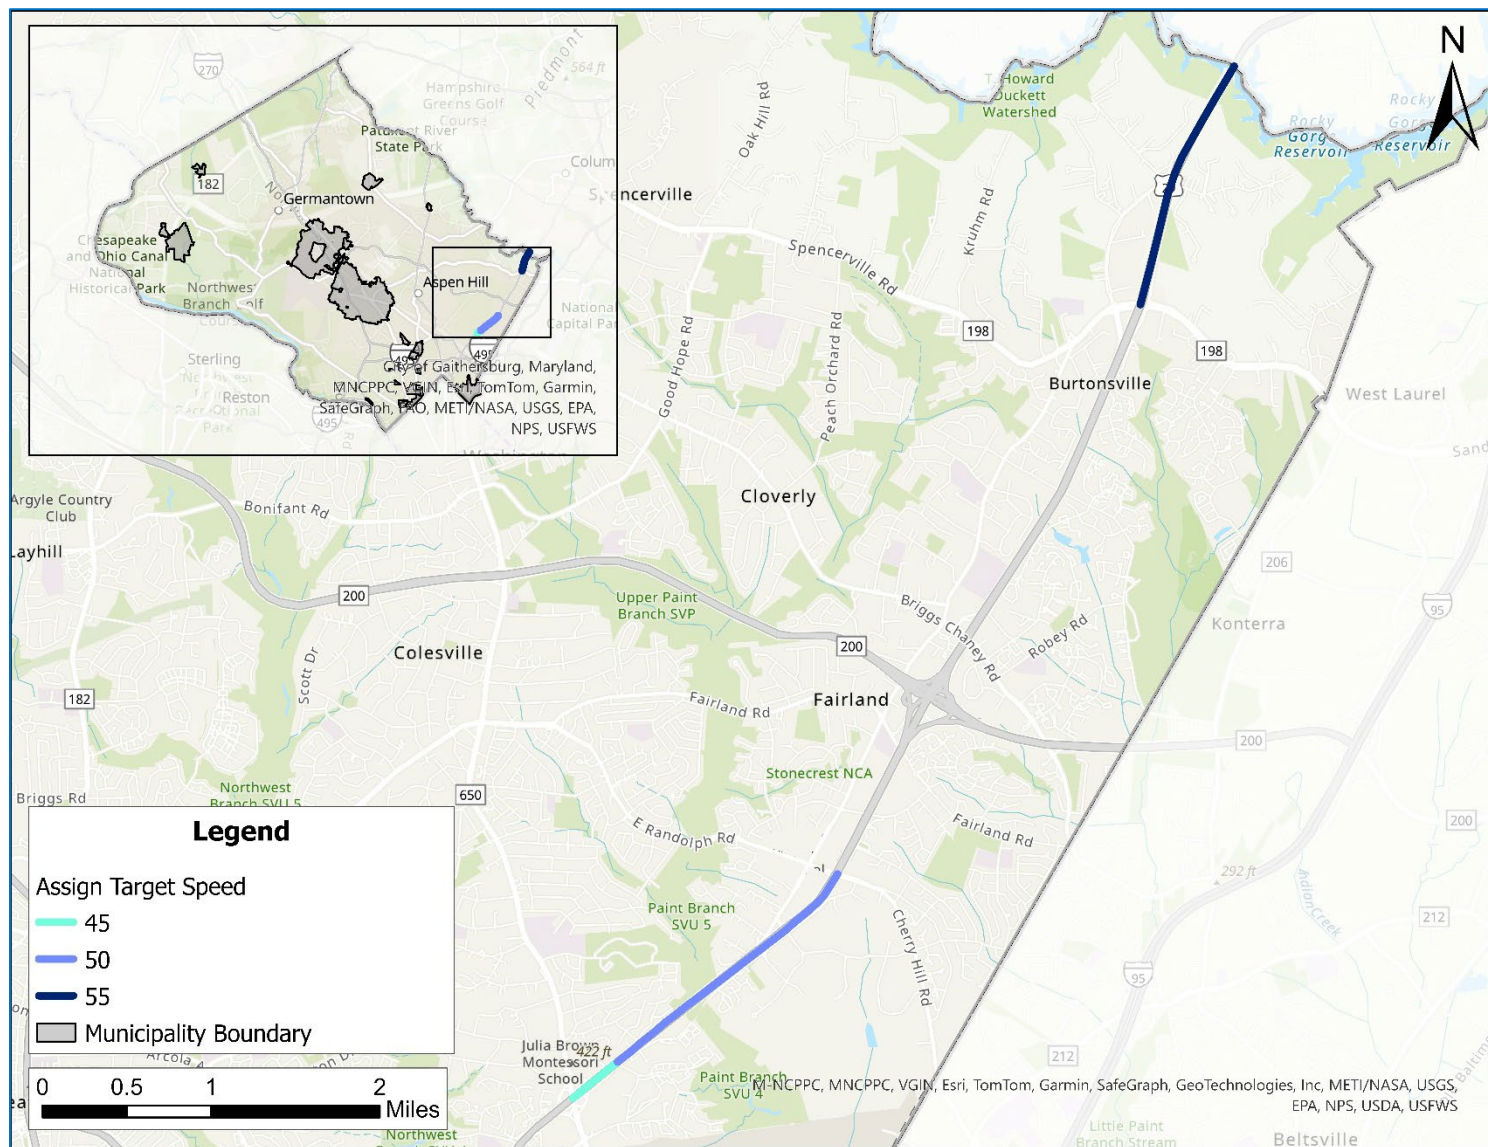 N
270
Hampshire
Greens Golf
Course
564 ft
Piedmont
Patuxent River
State Park
182
Germantown
Chesapeake
and Ohio Canal
National
Historical Park
Northwest
Branch Golf
Course
Aspen Hill
National
Capital Park
Sterling
Reston
495
495
City of Gaithersburg, Maryland,
MNCPPC, VGIN, Esri, TomTom, Garmin,
SafeGraph, FAO, METI/NASA, USGS, EPA,
NPS, USFWS
Washington
T. Howard
Duckett
Watershed
Rocky
Gorge
Reservoir
Rocky
Gorge
Reservoir
Oak Hill Rd
Spencerville
Kruhm Rd
Spencerville Rd
198
198
Burtonsville
West Laurel
Good Hope Rd
Peach Orchard Rd
Cloverly
Argyle Country
Club
Layhill
Bonifant Rd
200
Upper Paint
Branch SVP
Briggs Chaney Rd
Robey Rd
206
95
Konterra
Colesville
Scott Dr
200
182
Fairland
Fairland Rd
200
Stonecrest NCA
Northwest
Branch SVU 5
Briggs Rd
650
E Randolph Rd
Fairland Rd
200
292 ft
Indian Creek
Paint Branch
SVU 5
Cherry Hill Rd
212
95
Legend
Assign Target Speed
45
50
55
Municipality Boundary
Julia Brown
Montessori
School
422 ft
Paint Branch
SVU 4
212
0 0.5 1 2
Miles
M-NCPPC, MNCPPC, VGIN, Esri, TomTom, Garmin, SafeGraph, GeoTechnologies, Inc, METI/NASA, USGS,
EPA, NPS, USDA, USFWS
Northwest
Little Paint
Branch Stream
Beltsville